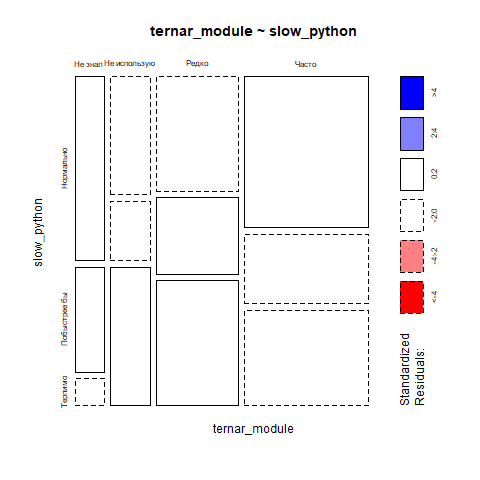 ternar_module ~ slow_python
Не знал Не использую Редко Часто
Нормально
Побыстрее бы
Терпимо
slow_python
ternar_module
>4
2:4
0:2
-2:0
-4:-2
<-4
Standardized
Residuals: